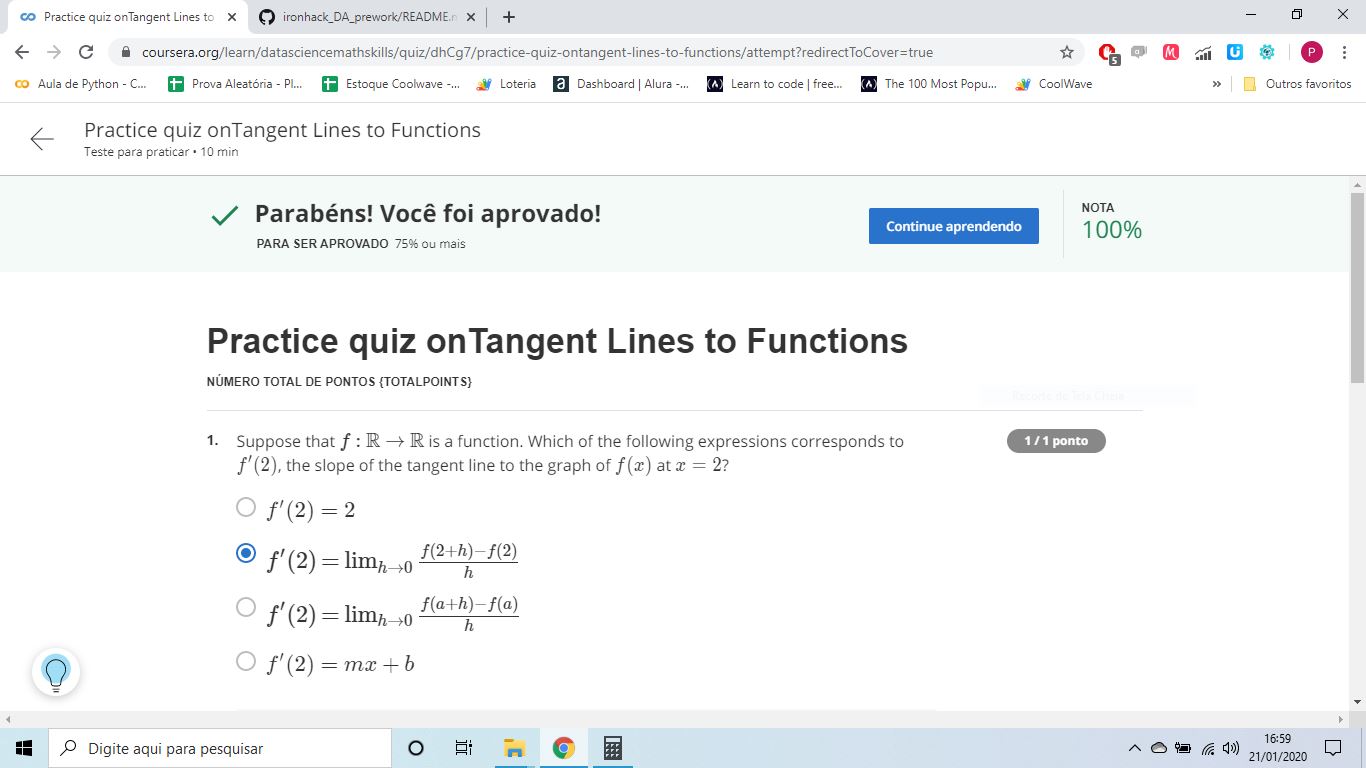 Practice quiz onTangent Lines to
ironhack_DA_prework/README.m
coursera.org/learn/datasciencemathskills/quiz/dhCg7/practice-quiz-ontangent-lines-to-functions/attempt?redirectToCover=true
5
P
Aula de Python - C...
Prova Aleatória - Pl...
Estoque Coolwave -...
Loteria
Dashboard | Alura -...
Learn to code | free...
The 100 Most Popu...
CoolWave
»
Outros favoritos
Practice quiz onTangent Lines to Functions
Teste para praticar • 10 min
Parabéns! Você foi aprovado!
PARA SER APROVADO 75% ou mais
Continue aprendendo
NOTA
100%
Practice quiz onTangent Lines to Functions
NÚMERO TOTAL DE PONTOS {TOTALPOINTS}
Recorte de Tela Cheia
1. Suppose that f : ℝ → ℝ is a function. Which of the following expressions corresponds to
f′(2), the slope of the tangent line to the graph of f(x) at x = 2?
1 / 1 ponto
f′(2) = 2
f′(2) = lim_{h→0} \frac{f(2+h)−f(2)}{h}
f′(2) = lim_{h→0} \frac{f(a+h)−f(a)}{h}
f′(2) = mx + b
Digite aqui para pesquisar
16:59
21/01/2020